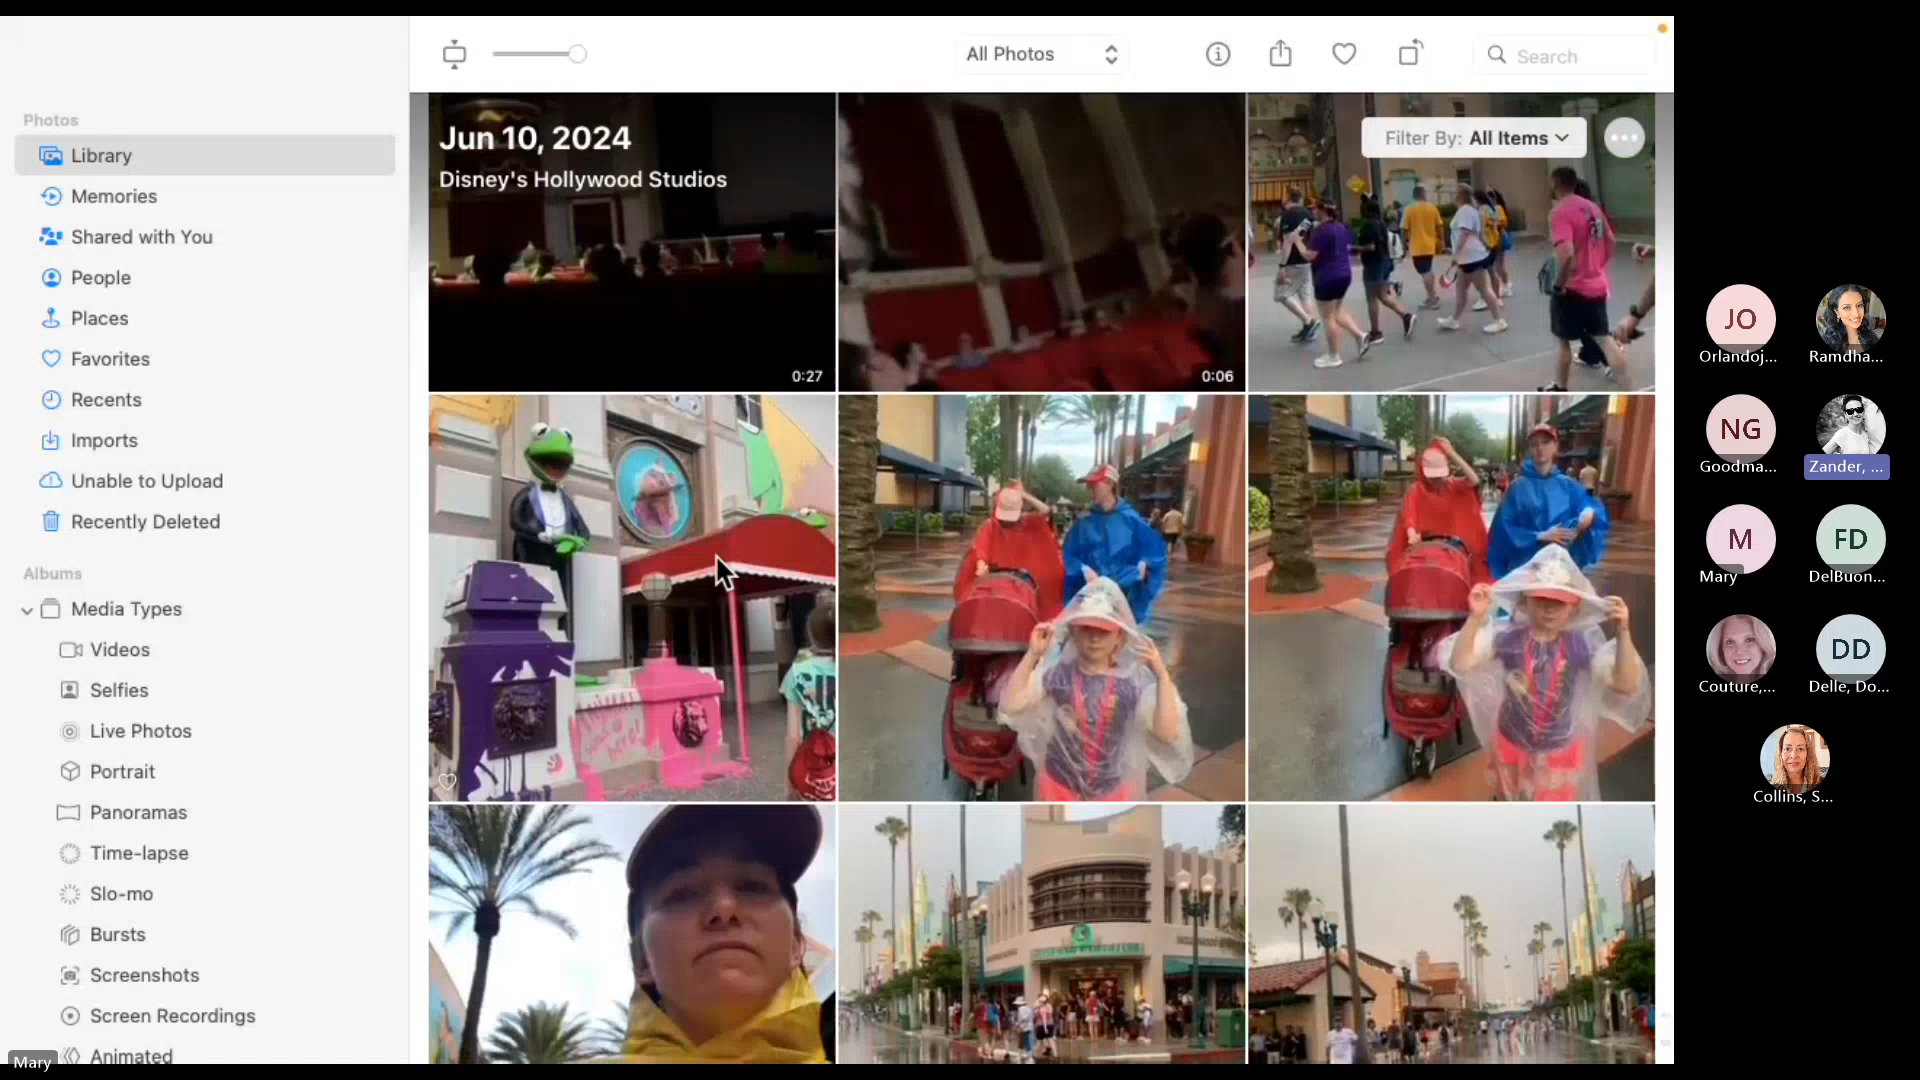 All Photos
Search
Photos
Library
Memories
Shared with You
People
Places
Favorites
Recents
Imports
Unable to Upload
Recently Deleted
Albums
Media Types
Videos
Selfies
Live Photos
Portrait
Panoramas
Time-lapse
Slo-mo
Bursts
Screenshots
Screen Recordings
Animated
Mary
Jun 10, 2024
Disney's Hollywood Studios
Filter By: All Items
0:27
0:06
JO
Orlandoj...
Ramdha...
NG
Goodma...
Zander, ...
M
Mary
FD
DelBuon...
Couture,...
DD
Delle, Do...
Collins, S...